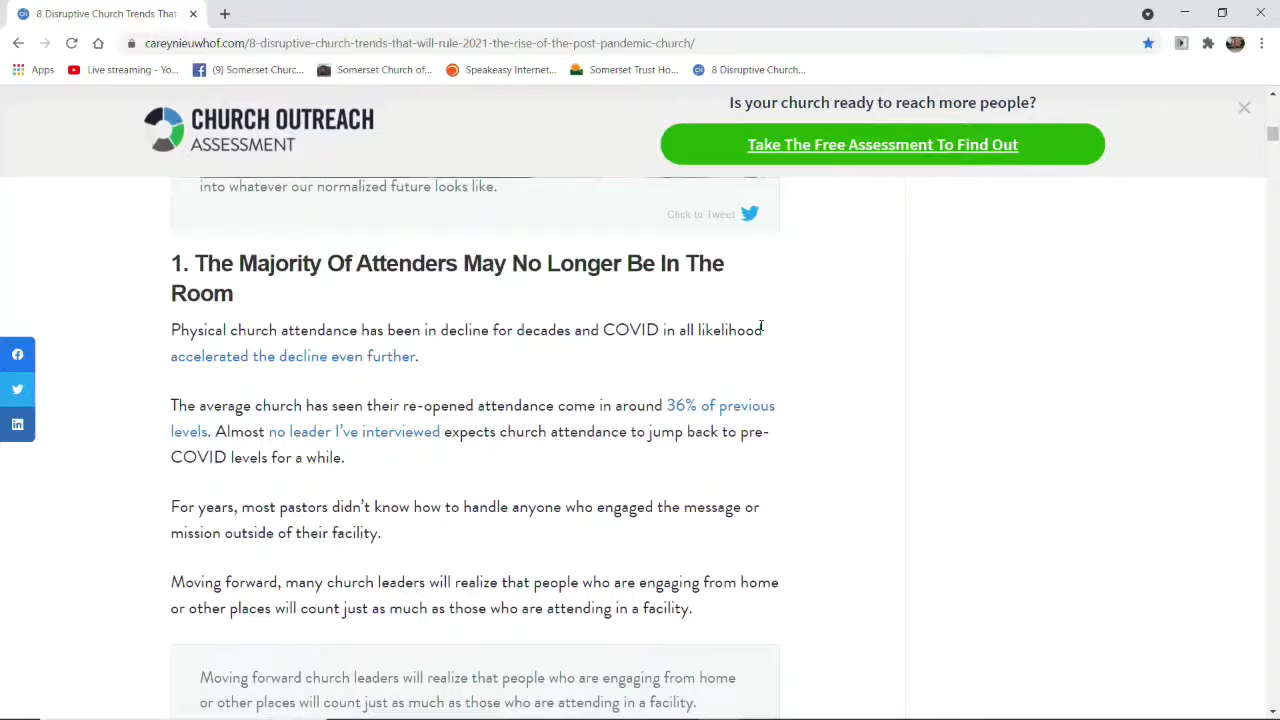 8 Disruptive Church Trends That
careynieuwhof.com/8-disruptive-church-trends-that-will-rule-2021-the-rise-of-the-post-pandemic-church/
Apps Live streaming - Yo... (9) Somerset Churc... Somerset Church of... Speakeasy Internet... Somerset Trust Ho... 8 Disruptive Church...
CHURCH OUTREACH
ASSESSMENT
Is your church ready to reach more people?
Take The Free Assessment To Find Out
into whatever our normalized future looks like.
Click to Tweet
1. The Majority Of Attenders May No Longer Be In The
Room
Physical church attendance has been in decline for decades and COVID in all likelihood
accelerated the decline even further.
The average church has seen their re-opened attendance come in around 36% of previous
levels. Almost no leader I’ve interviewed expects church attendance to jump back to pre-
COVID levels for a while.
For years, most pastors didn’t know how to handle anyone who engaged the message or
mission outside of their facility.
Moving forward, many church leaders will realize that people who are engaging from home
or other places will count just as much as those who are attending in a facility.
Moving forward church leaders will realize that people who are engaging from home
or other places will count just as much as those who are attending in a facility.